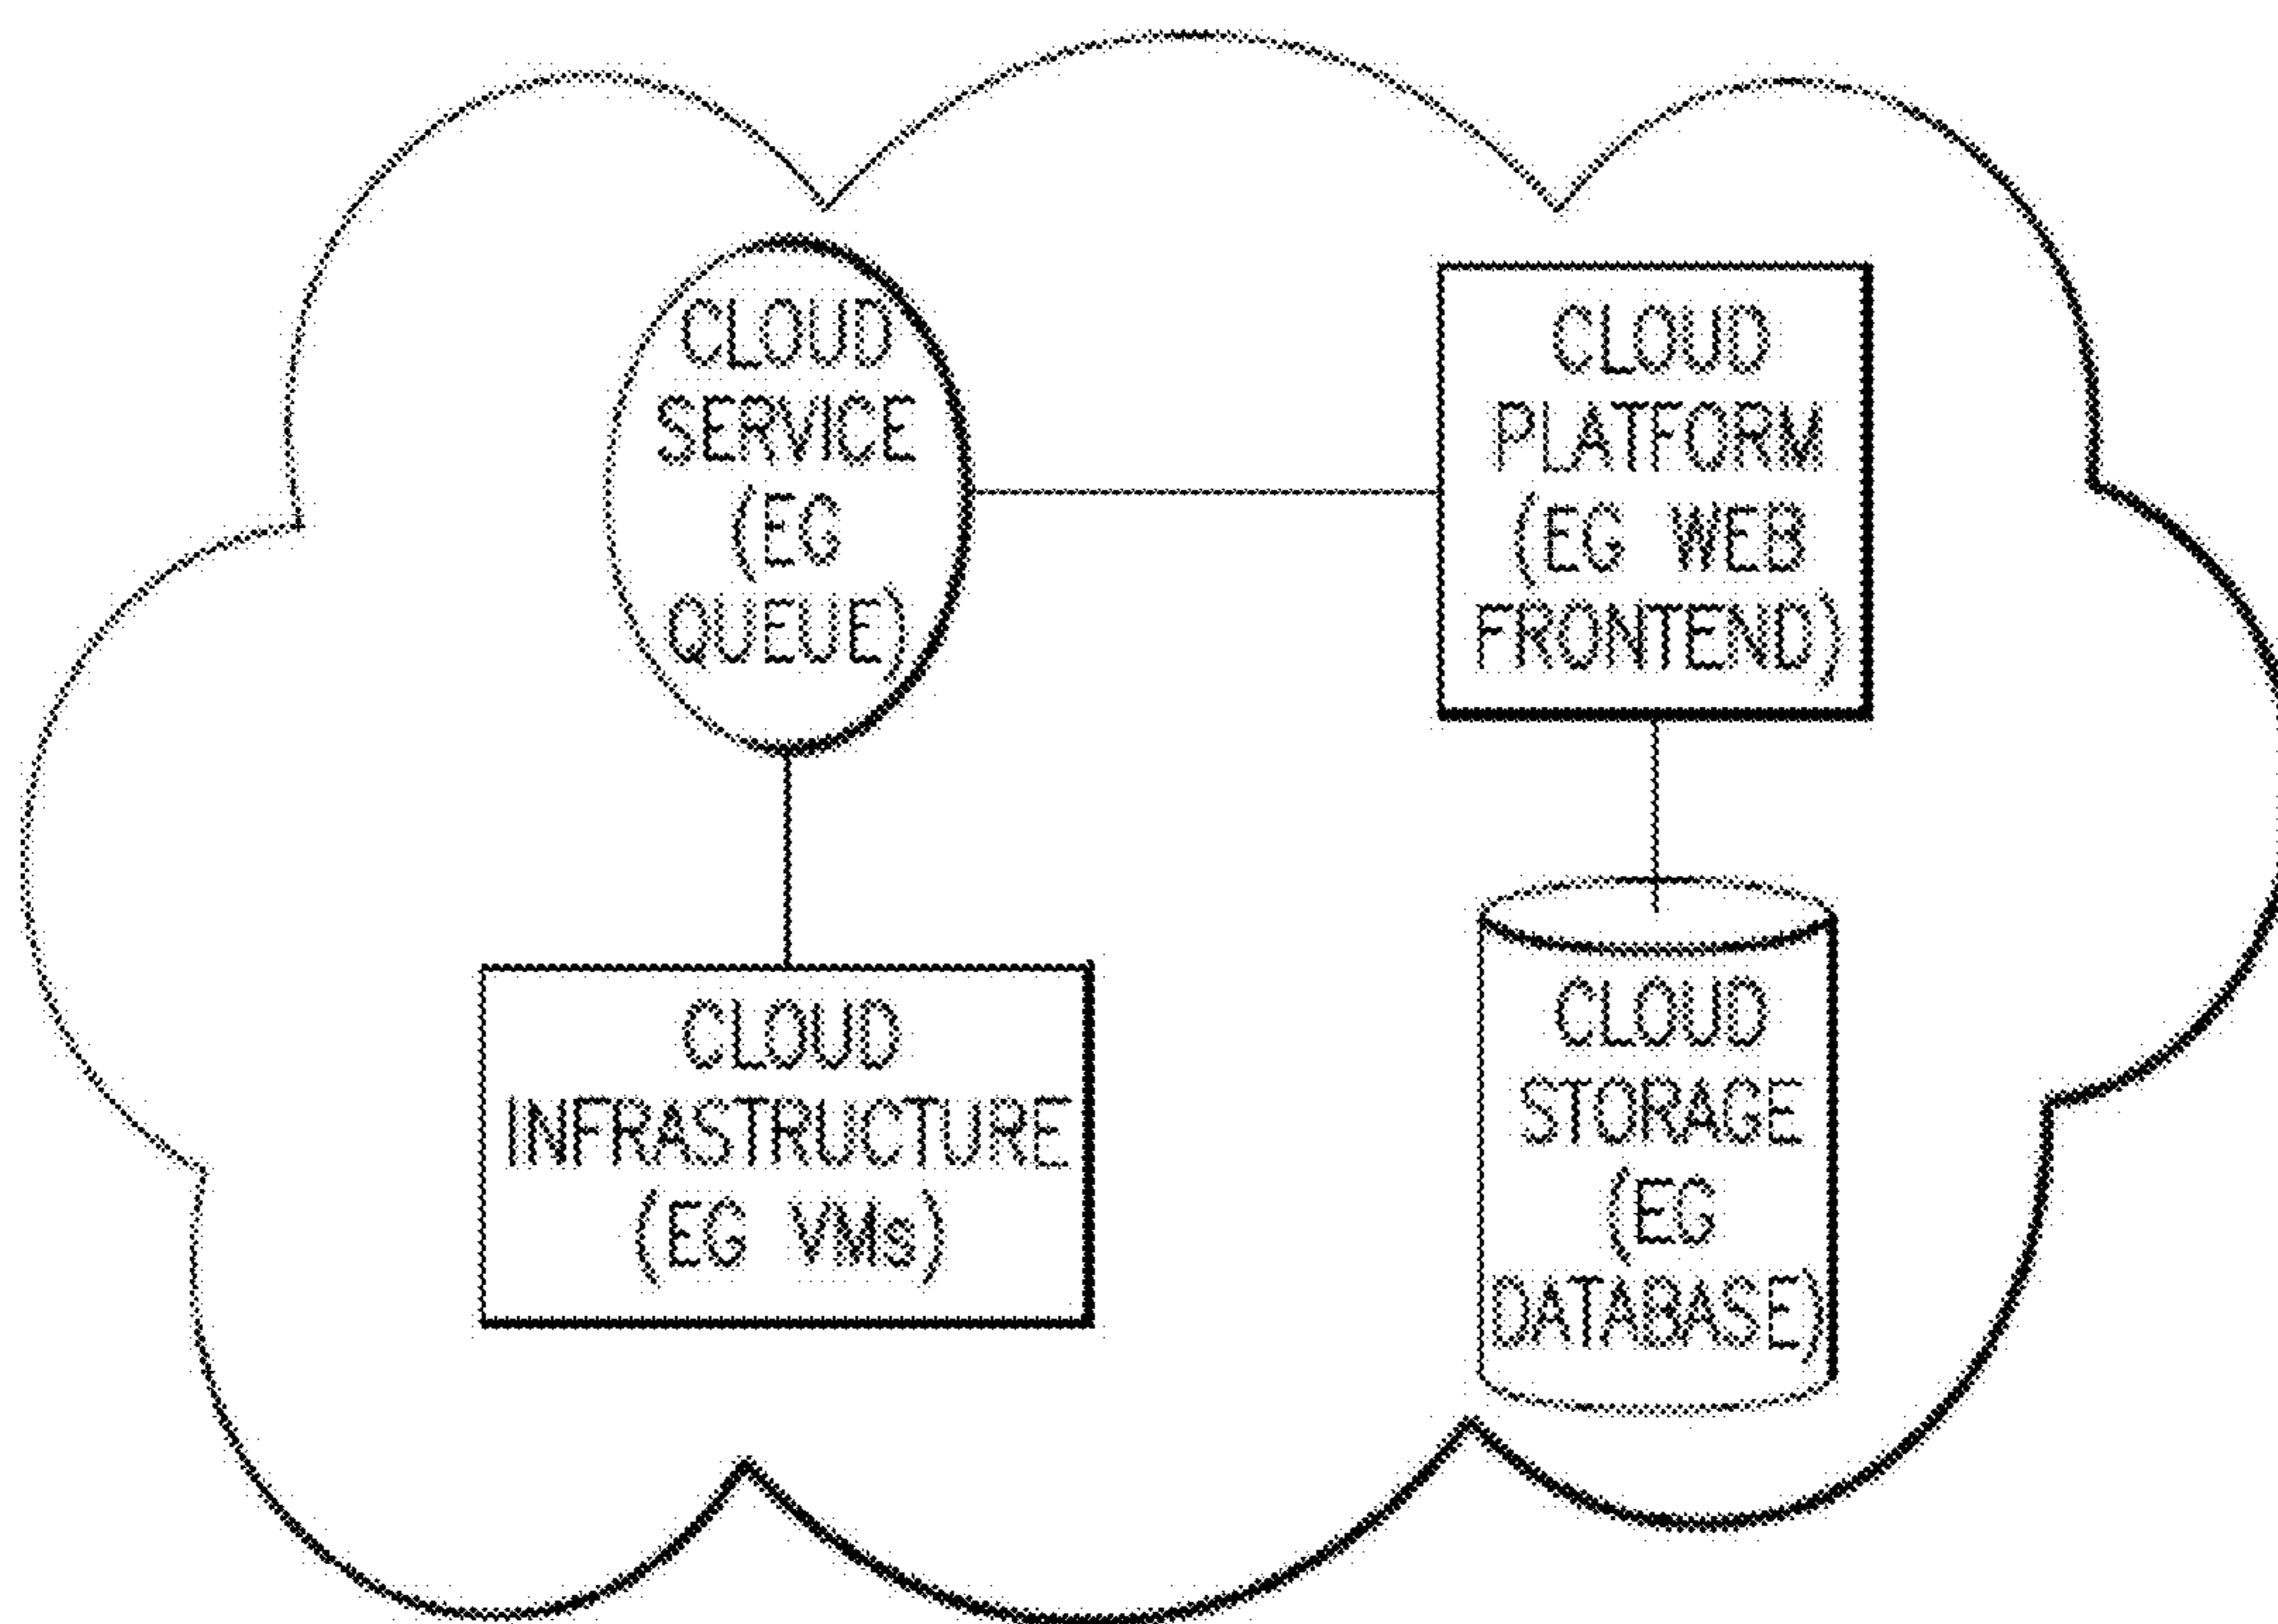 CLOUD
SERVICE
(EG
QUEUE)
CLOUD
PLATFORM
(EG WEB
FRONTEND)
CLOUD
INFRASTRUCTURE
(EG VMs)
CLOUD
STORAGE
(EG
DATABASE)